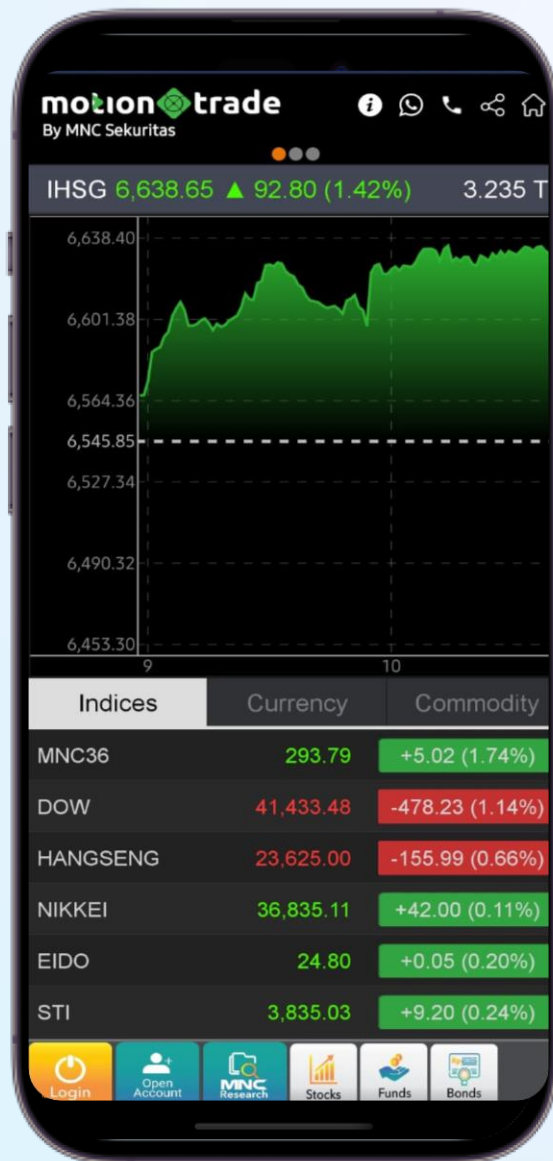 motion trade
By MNC Sekuritas
IHSG 6,638.65 ▲ 92.80 (1.42%) 3.235 T
6,638.40
6,601.38
6,564.36
6,545.85
6,527.34
6,490.32
6,453.30
9 10
Indices Currency Commodity
MNC36 293.79 +5.02 (1.74%)
DOW 41,433.48 -478.23 (1.14%)
HANGSENG 23,625.00 -155.99 (0.66%)
NIKKEI 36,835.11 +42.00 (0.11%)
EIDO 24.80 +0.05 (0.20%)
STI 3,835.03 +9.20 (0.24%)
Login
Open
Account
MNC
Research
Stocks
Funds
Bonds